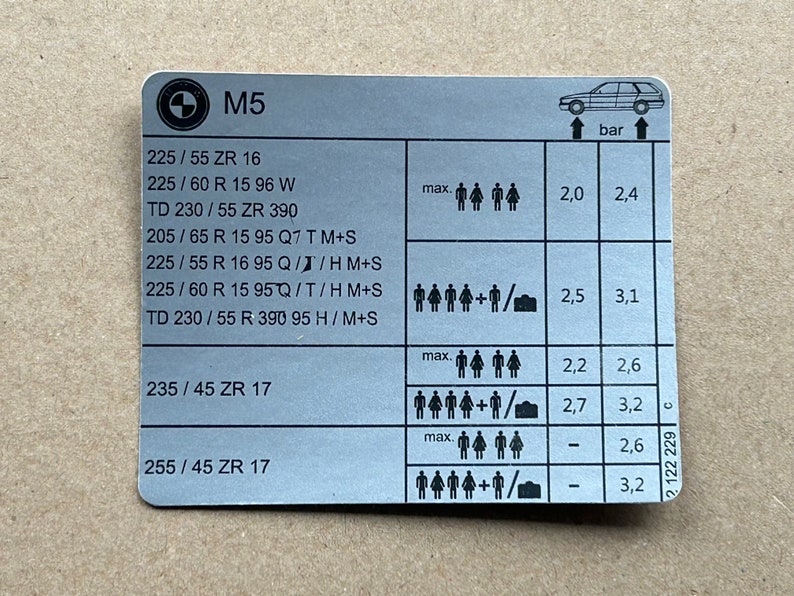 M5
bar
225 / 55 ZR 16
225 / 60 R 15 96 W
TD 230 / 55 ZR 390
205 / 65 R 15 95 Q / T M+S
225 / 55 R 16 95 Q / T / H M+S
225 / 60 R 15 95 Q / T / H M+S
TD 230 / 55 R 390 95 H / M+S
max. 2,0 2,4
+ / 2,5 3,1
235 / 45 ZR 17
max. 2,2 2,6
+ / 2,7 3,2
255 / 45 ZR 17
max. – 2,6
+ / – 3,2
2 122 229 c